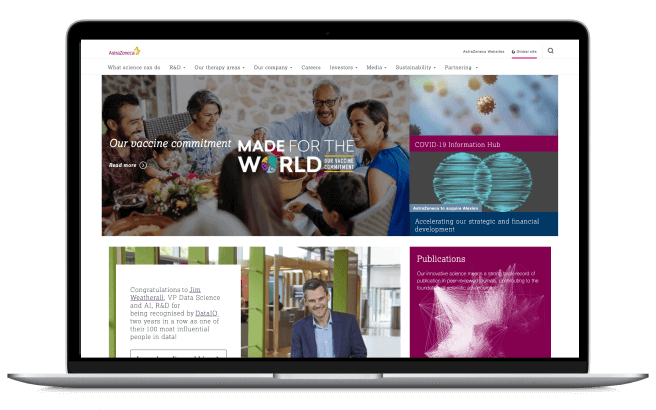 AstraZeneca
AstraZeneca Websites
Global site
What science can do R&D Our therapy areas Our company Careers Investors Media Sustainability Partnering
Our vaccine commitment
Read more
MADE FOR THE
WORLD
OUR VACCINE
COMMITMENT
COVID-19 Information Hub
AstraZeneca to acquire Alexion
Accelerating our strategic and financial
development!
Congratulations to Jim
Weatherall, VP Data Science
and AI, R&D for
being recognised by DataIQ
two years in a row as one of
their 100 most influential
people in data!
Publications
Our innovative science means a strong track record of
publication in peer-reviewed journals, contributing to the
foundation of scientific advancement